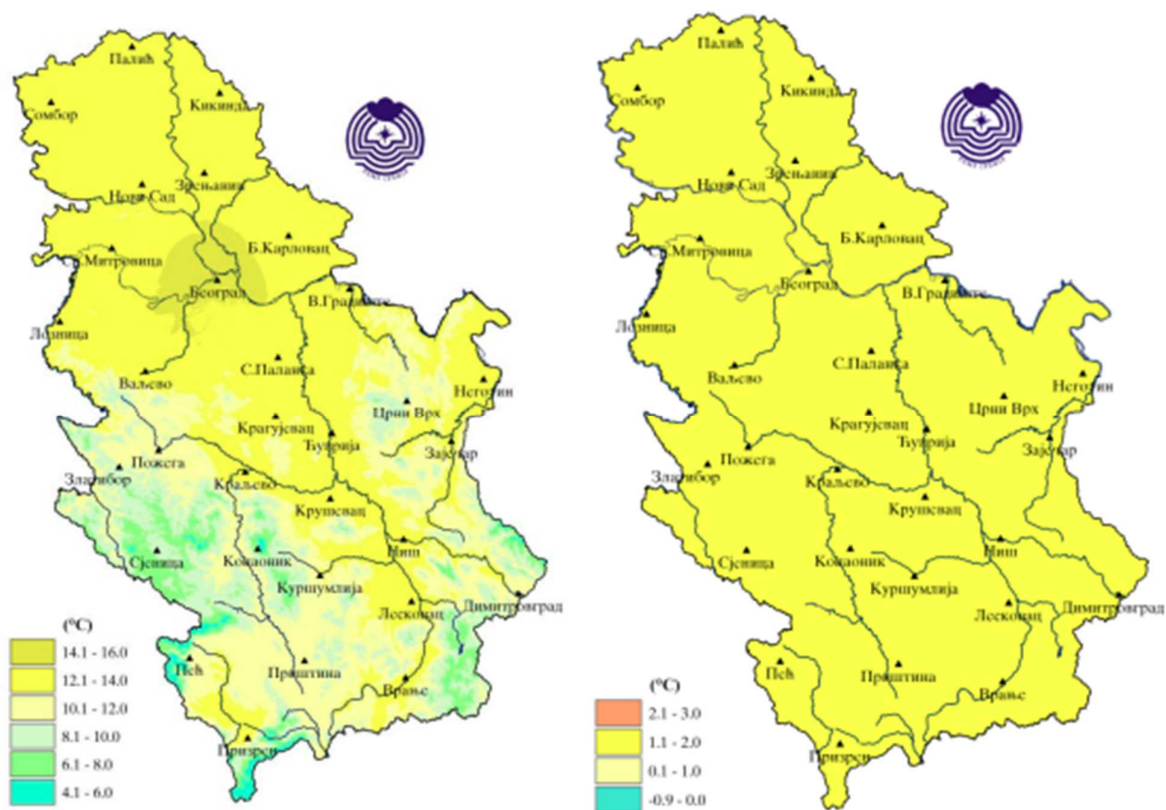 Палић
Кикинда
Сомбор
Нови Сад
Зрењанин
Б.Карловац
Београд
В.Градиште
Лозница
С.Паланка
Ваљево
Неготин
Црни Врх
Крагујевац
Ћуприја
Зајечар
Пожега
Златибор
Краљево
Крушевац
Ниш
Сјеница
Копаоник
Куршумлија
Лесковац
Димитровград
Пећ
Приштина
Врање
Призрен
(°C)
14.1 - 16.0
12.1 - 14.0
10.1 - 12.0
8.1 - 10.0
6.1 - 8.0
4.1 - 6.0
Палић
Кикинда
Сомбор
Нови Сад
Зрењанин
Б.Карловац
Београд
В.Градиште
Лозница
С.Паланка
Ваљево
Неготин
Црни Врх
Крагујевац
Ћуприја
Зајечар
Пожега
Златибор
Краљево
Крушевац
Ниш
Сјеница
Копаоник
Куршумлија
Лесковац
Димитровград
Пећ
Приштина
Врање
Призрен
(°C)
2.1 - 3.0
1.1 - 2.0
0.1 - 1.0
-0.9 - 0.0